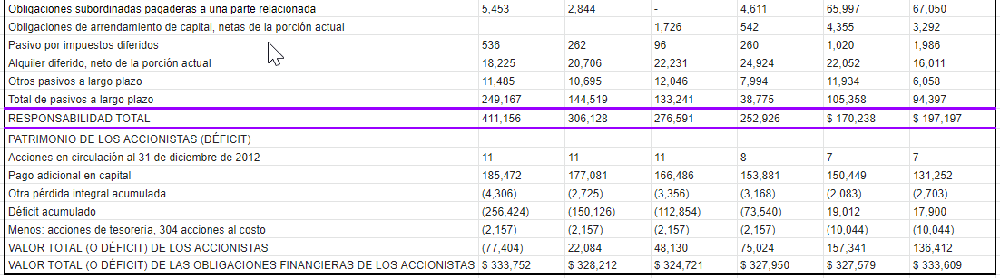 Obligaciones subordinadas pagaderas a una parte relacionada 5,453 2,844 - 4,611 65,997 67,050
Obligaciones de arrendamiento de capital, netas de la porción actual 1,726 542 4,355 3,292
Pasivo por impuestos diferidos 536 262 96 260 1,020 1,986
Alquiler diferido, neto de la porción actual 18,225 20,706 22,231 24,924 22,052 16,011
Otros pasivos a largo plazo 11,485 10,695 12,046 7,994 11,934 6,058
Total de pasivos a largo plazo 249,167 144,519 133,241 38,775 105,358 94,397
RESPONSABILIDAD TOTAL 411,156 306,128 276,591 252,926 $ 170,238 $ 197,197
PATRIMONIO DE LOS ACCIONISTAS (DÉFICIT)
Acciones en circulación al 31 de diciembre de 2012 11 11 11 8 7 7
Pago adicional en capital 185,472 177,081 166,486 153,881 150,449 131,252
Otra pérdida integral acumulada (4,306) (2,725) (3,356) (3,168) (2,083) (2,703)
Déficit acumulado (256,424) (150,126) (112,854) (73,540) 19,012 17,900
Menos: acciones de tesorería, 304 acciones al costo (2,157) (2,157) (2,157) (2,157) (10,044) (10,044)
VALOR TOTAL (O DÉFICIT) DE LOS ACCIONISTAS (77,404) 22,084 48,130 75,024 157,341 136,412
VALOR TOTAL (O DÉFICIT) DE LAS OBLIGACIONES FINANCIERAS DE LOS ACCIONISTAS $ 333,752 $ 328,212 $ 324,721 $ 327,950 $ 327,579 $ 333,609